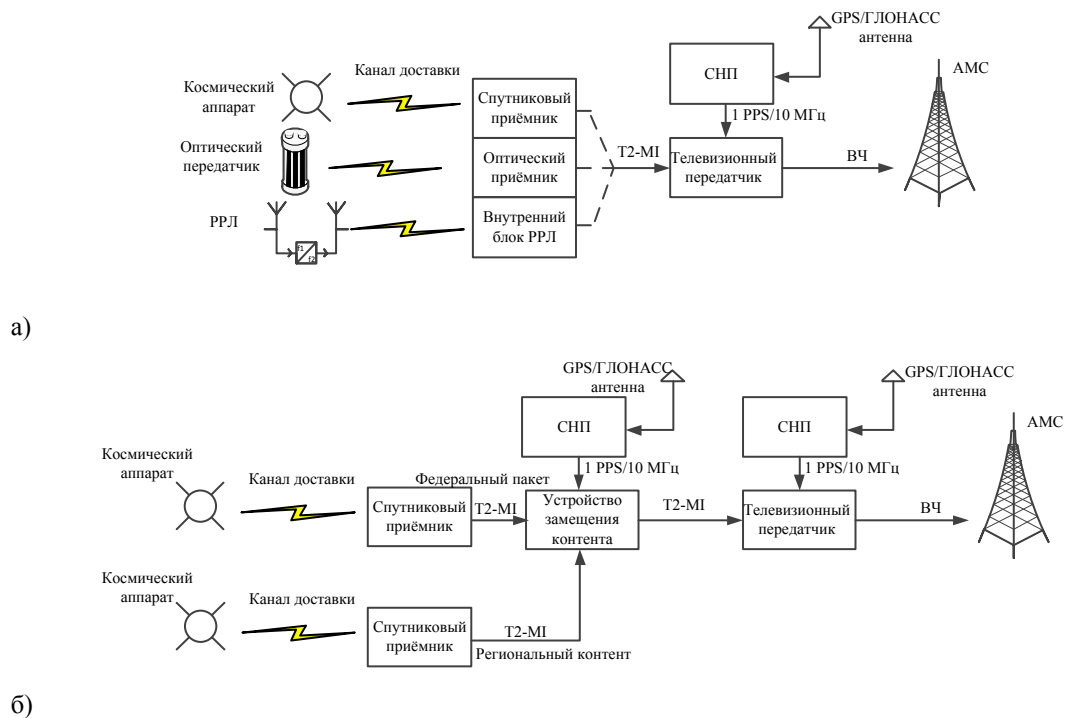 GPS/ГЛОНАСС
антенна
СНП
АМС
Канал доставки
Космический
аппарат
Спутниковый
приёмник
1 PPS/10 МГц
Оптический
передатчик
Оптический
приёмник
T2-MI
Телевизионный
передатчик
ВЧ
РРЛ
f1
f2
Внутренний
блок РРЛ
а)
GPS/ГЛОНАСС
антенна
GPS/ГЛОНАСС
антенна
СНП
СНП
АМС
Космический
аппарат
Канал доставки
1 PPS/10 МГц
1 PPS/10 МГц
Федеральный пакет
Спутниковый
приёмник
T2-MI
Устройство
замещения
контента
T2-MI
Телевизионный
передатчик
ВЧ
Космический
аппарат
Канал доставки
Спутниковый
приёмник
T2-MI
Региональный контент
б)